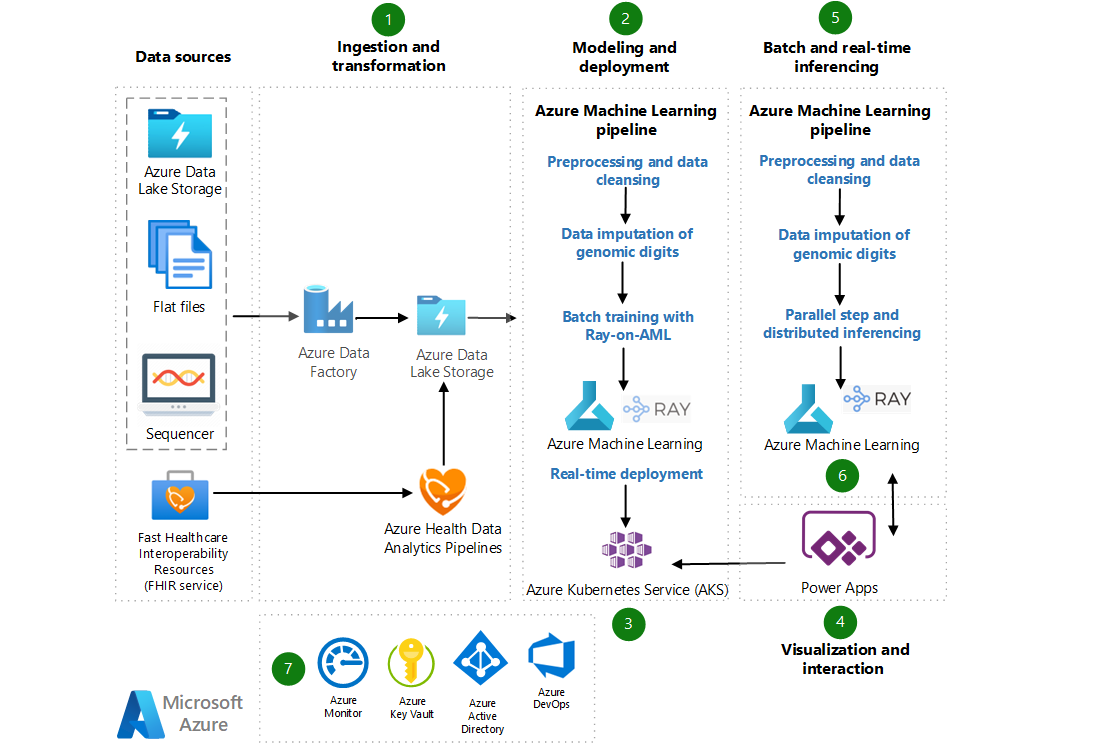 1
Ingestion and
transformation
2
Modeling and
deployment
5
Batch and real-time
inferencing
Data sources
Azure Data
Lake Storage
Flat files
Sequencer
Fast Healthcare
Interoperability
Resources
(FHIR service)
Azure Data
Factory
Azure Data
Lake Storage
Azure Health Data
Analytics Pipelines
Azure Machine Learning
pipeline
Preprocessing and data
cleansing
Data imputation of
genomic digits
Batch training with
Ray-on-AML
RAY
Azure Machine Learning
Real-time deployment
Azure Kubernetes Service (AKS)
3
Azure Machine Learning
pipeline
Preprocessing and data
cleansing
Data imputation of
genomic digits
Parallel step and
distributed inferencing
RAY
Azure Machine Learning
6
Power Apps
4
Visualization and
interaction
7
Azure
Monitor
Azure
Key Vault
Azure
Active
Directory
Azure
DevOps
Microsoft
Azure